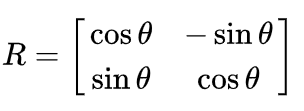 R = [ cos θ  − sin θ ]
[ sin θ  cos θ ]